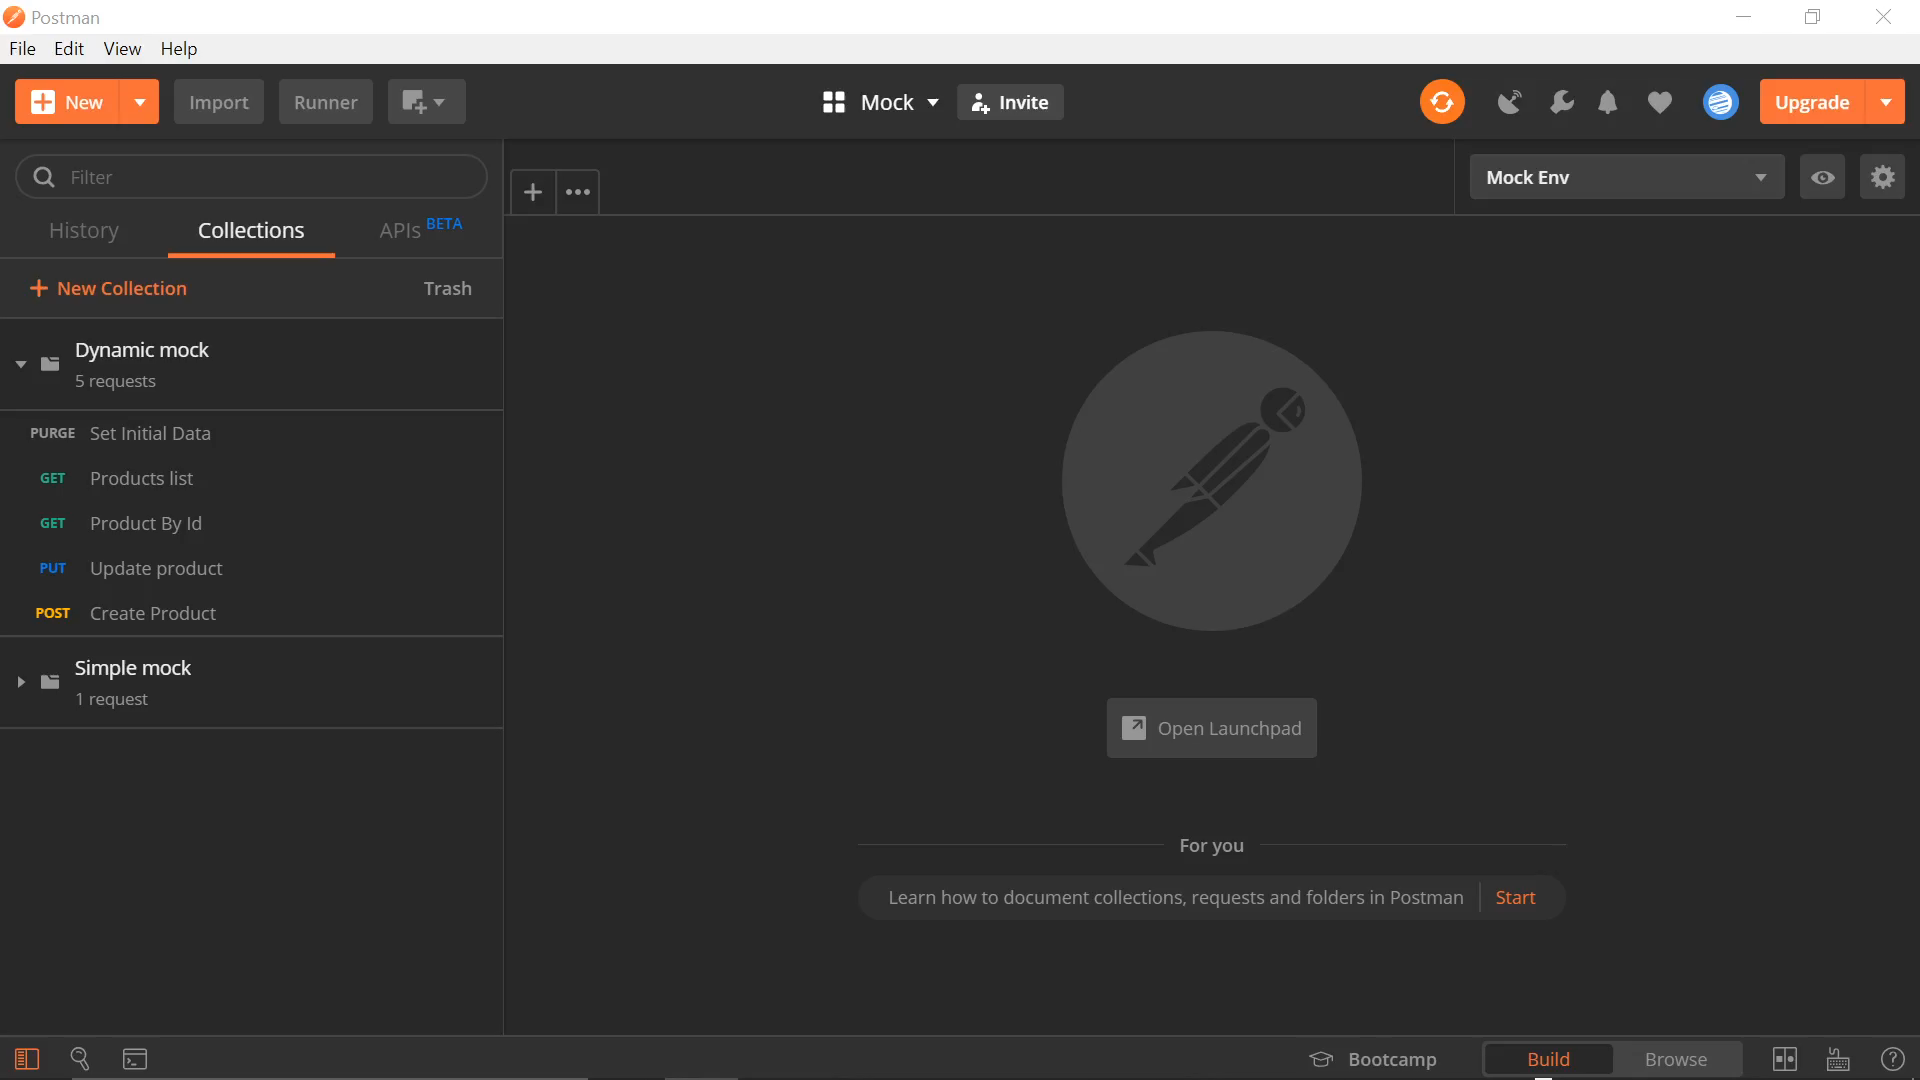 Postman
File Edit View Help
New Import Runner Mock Invite Upgrade
Filter
Mock Env
History Collections APIs BETA
New Collection Trash
Dynamic mock
5 requests
PURGE Set Initial Data
GET Products list
GET Product By Id
PUT Update product
POST Create Product
Simple mock
1 request
Open Launchpad
For you
Learn how to document collections, requests and folders in Postman Start
Bootcamp Build Browse